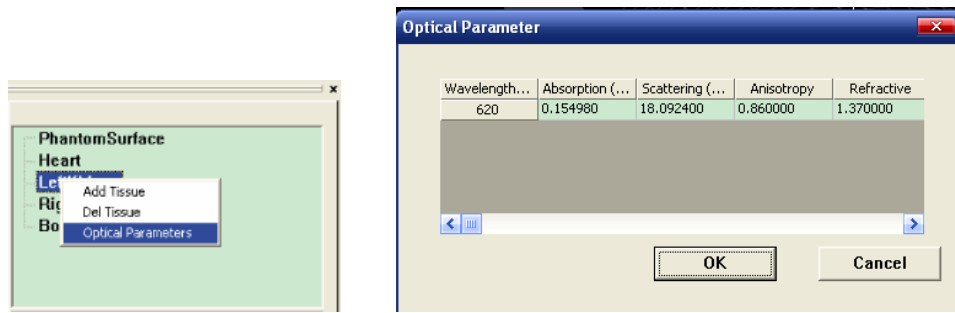 PhantomSurface
Heart
Add Tissue
Del Tissue
Optical Parameters
Optical Parameter
Wavelength... Absorption (... Scattering (... Anisotropy Refractive
620 0.154980 18.092400 0.860000 1.370000
OK Cancel